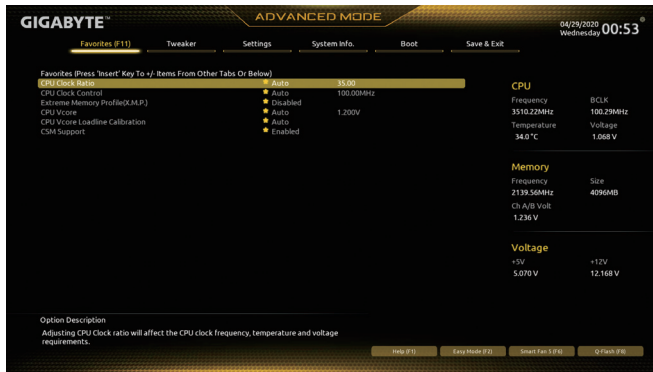 GIGABYTE™
ADVANCED MODE
04/29/2020
Wednesday 00:53
Favorites (F11) Tweaker Settings System Info. Boot Save & Exit
Favorites (Press 'Insert' Key To +/- Items From Other Tabs Or Below)
CPU Clock Ratio Auto 35.00
CPU Clock Control Auto 100.00MHz
Extreme Memory Profile(X.M.P.) Disabled
CPU Vcore Auto 1.200V
CPU Vcore Loadline Calibration Auto
CSM Support Enabled
CPU
Frequency BCLK
3510.22MHz 100.29MHz
Temperature Voltage
34.0 °C 1.068 V
Memory
Frequency Size
2139.56MHz 4096MB
Ch A/B Volt
1.236 V
Voltage
+5V +12V
5.070 V 12.168 V
Option Description
Adjusting CPU Clock ratio will affect the CPU clock frequency, temperature and voltage
requirements.
Help (F1) Easy Mode (F2) Smart Fan 5 (F6) Q-Flash (F8)